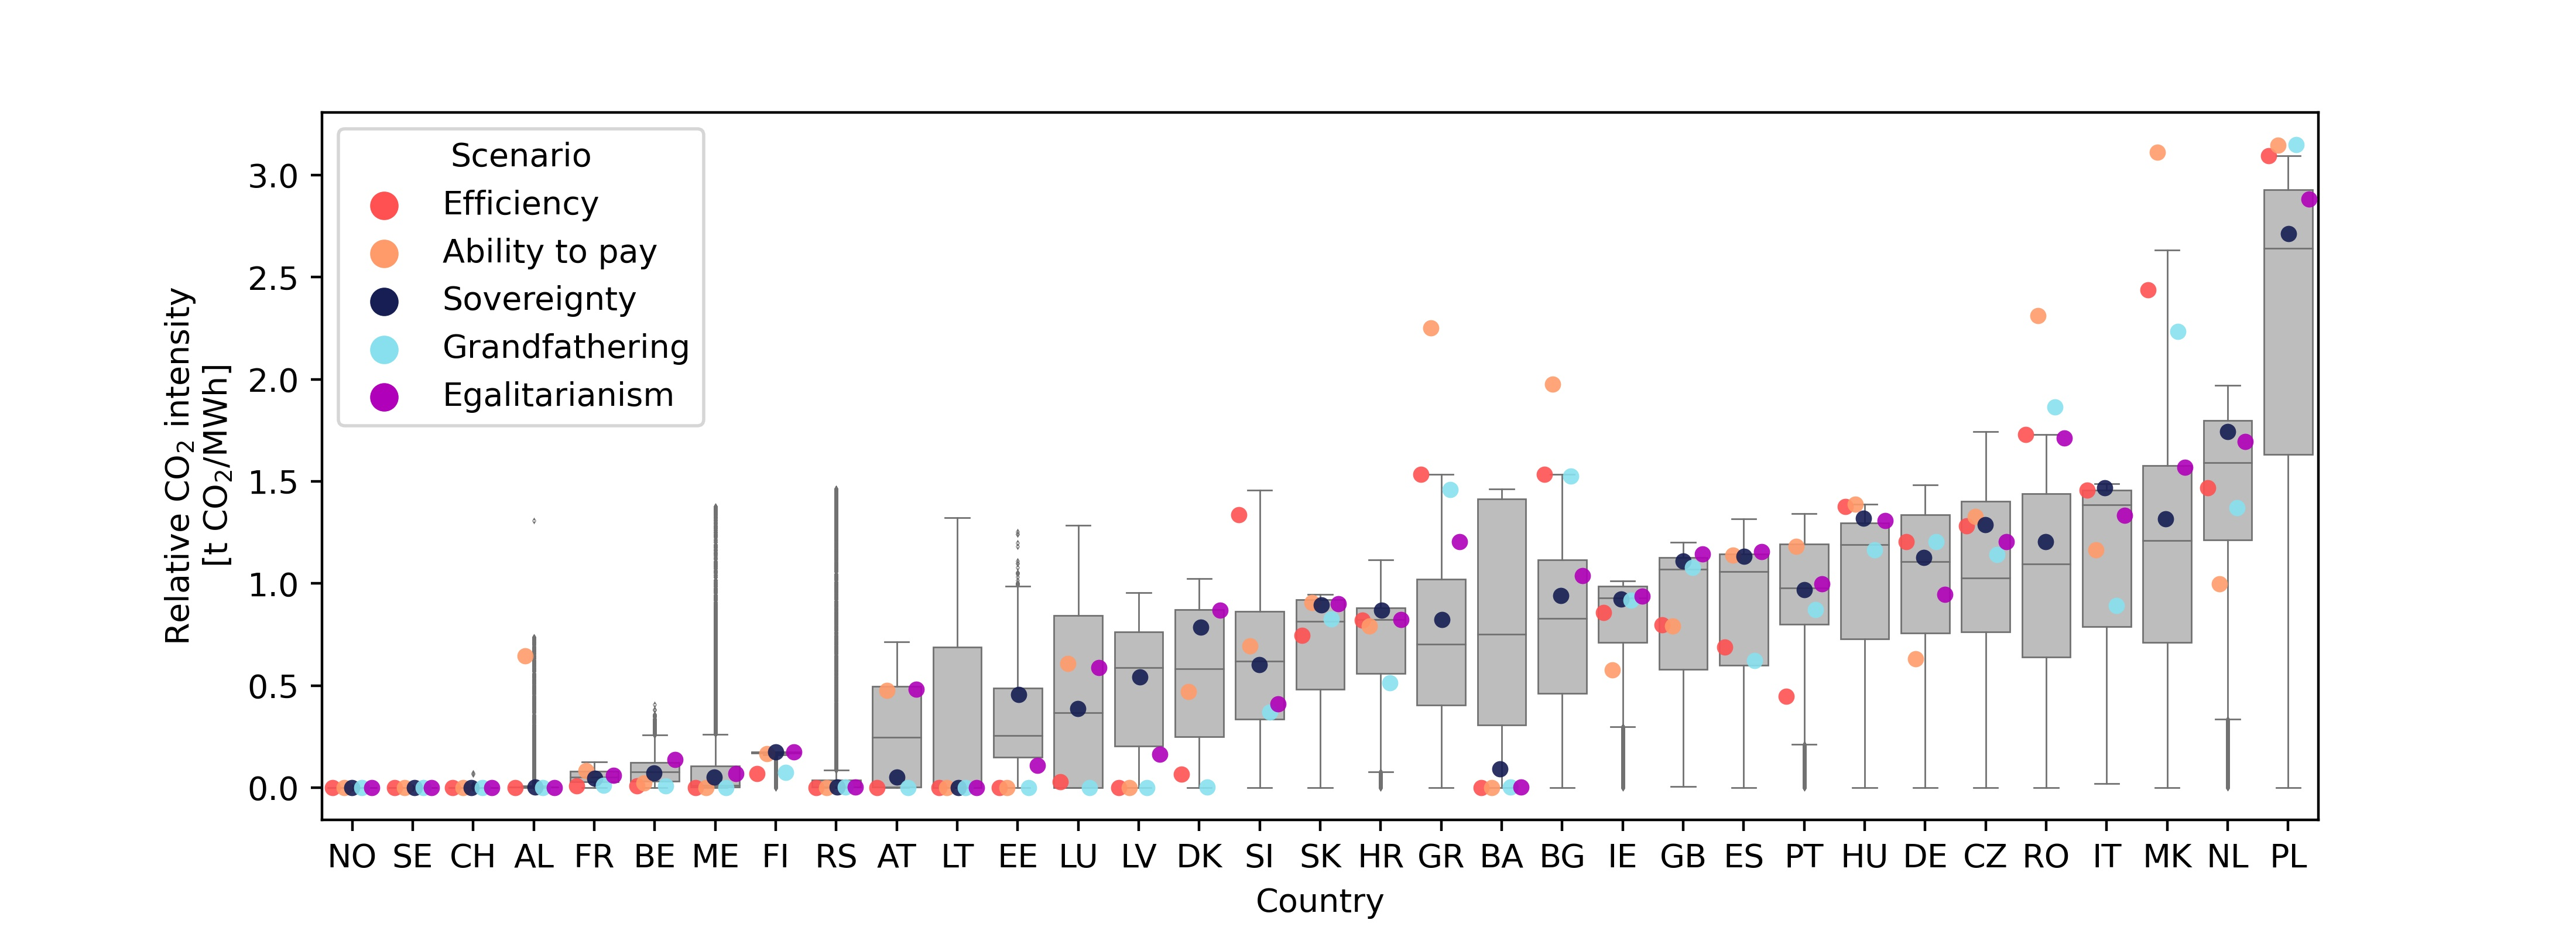 Scenario
Efficiency
Ability to pay
Sovereignty
Grandfathering
Egalitarianism
Relative CO₂ intensity
[t CO₂/MWh]
3.0
2.5
2.0
1.5
1.0
0.5
0.0
NO SE CH AL FR BE ME FI RS AT LT EE LU LV DK SI SK HR GR BA BG IE GB ES PT HU DE CZ RO IT MK NL PL
Country